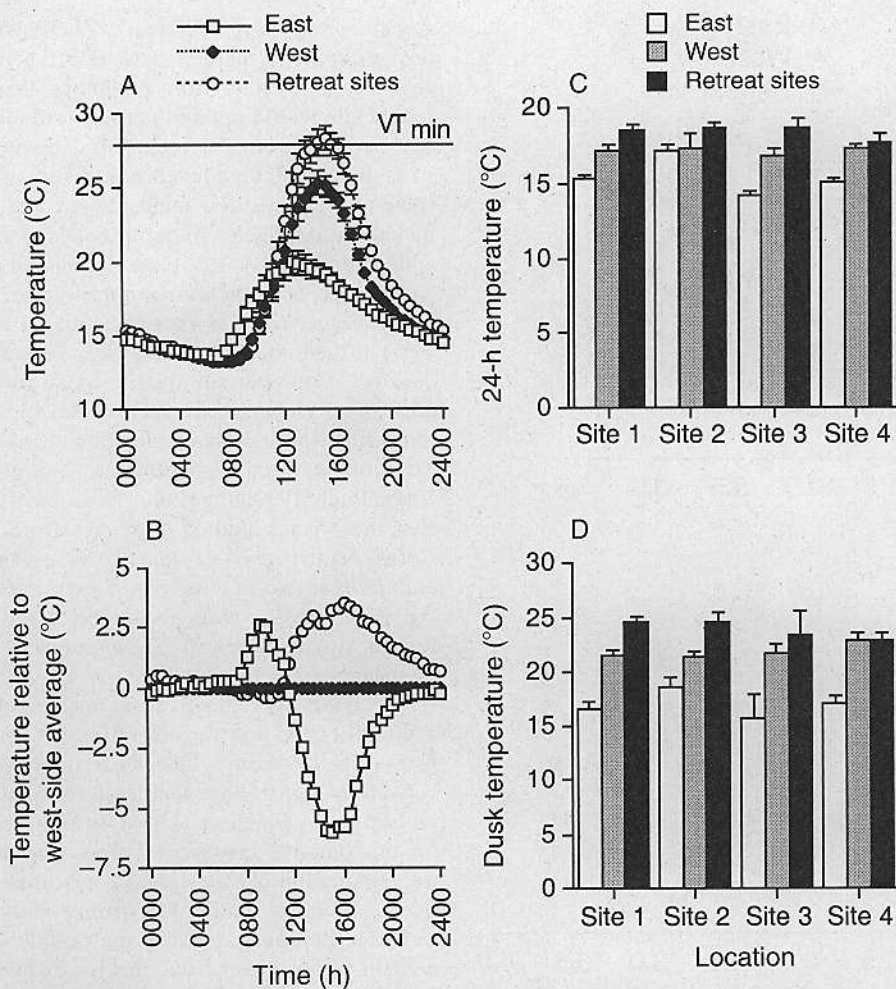 East
West
Retreat sites
A
VTmin
30
25
20
15
10
Temperature (°C)
0000
0400
0800
1200
1600
2000
2400
B
5
2.5
0
−2.5
−5
−7.5
Temperature relative to
west-side average (°C)
0000
0400
0800
1200
1600
2000
2400
Time (h)
East
West
Retreat sites
C
20
15
10
5
0
24-h temperature (°C)
Site 1 Site 2 Site 3 Site 4
D
30
25
20
15
10
5
0
Dusk temperature (°C)
Site 1 Site 2 Site 3 Site 4
Location